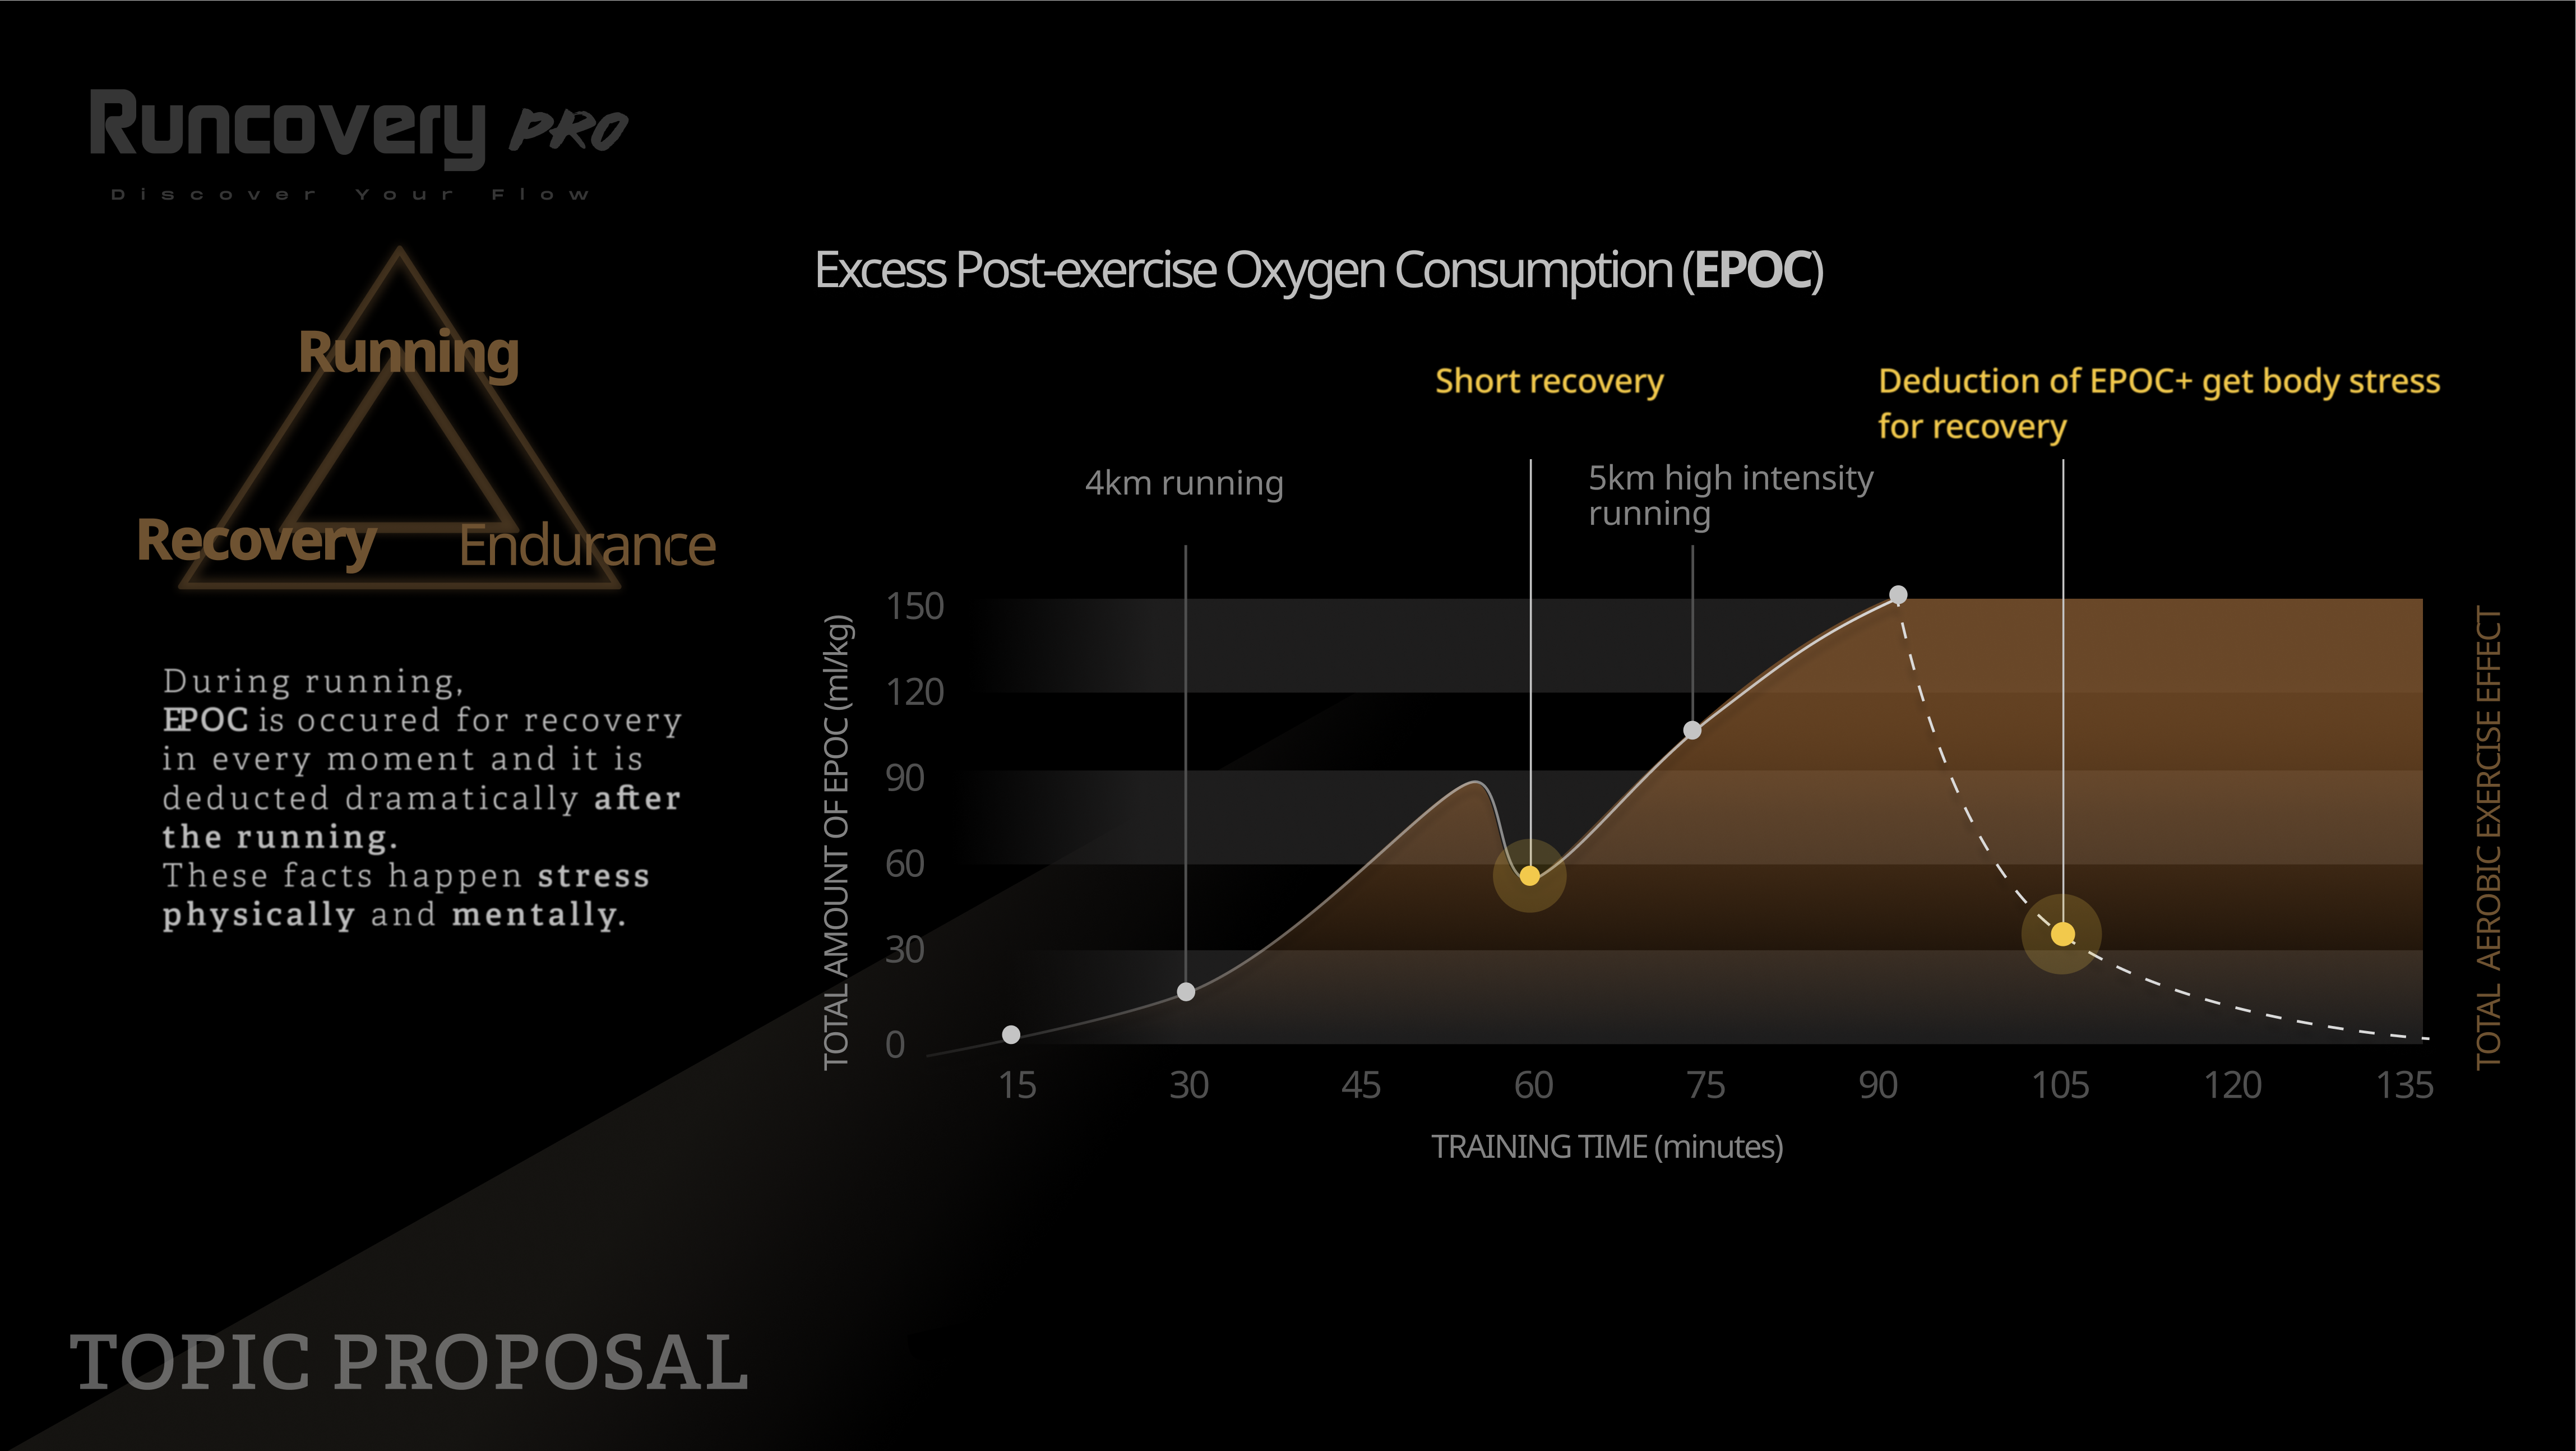 Runcovery PRO
Discover Your Flow
Running
Recovery
Endurance
During running,
EPOC is occured for recovery
in every moment and it is
deducted dramatically after
the running.
These facts happen stress
physically and mentally.
TOPIC PROPOSAL
Excess Post-exercise Oxygen Consumption (EPOC)
Short recovery
Deduction of EPOC+ get body stress
for recovery
4km running
5km high intensity
running
TOTAL AMOUNT OF EPOC (ml/kg)
150
120
90
60
30
0
15 30 45 60 75 90 105 120 135
TRAINING TIME (minutes)
TOTAL AEROBIC EXERCISE EFFECT